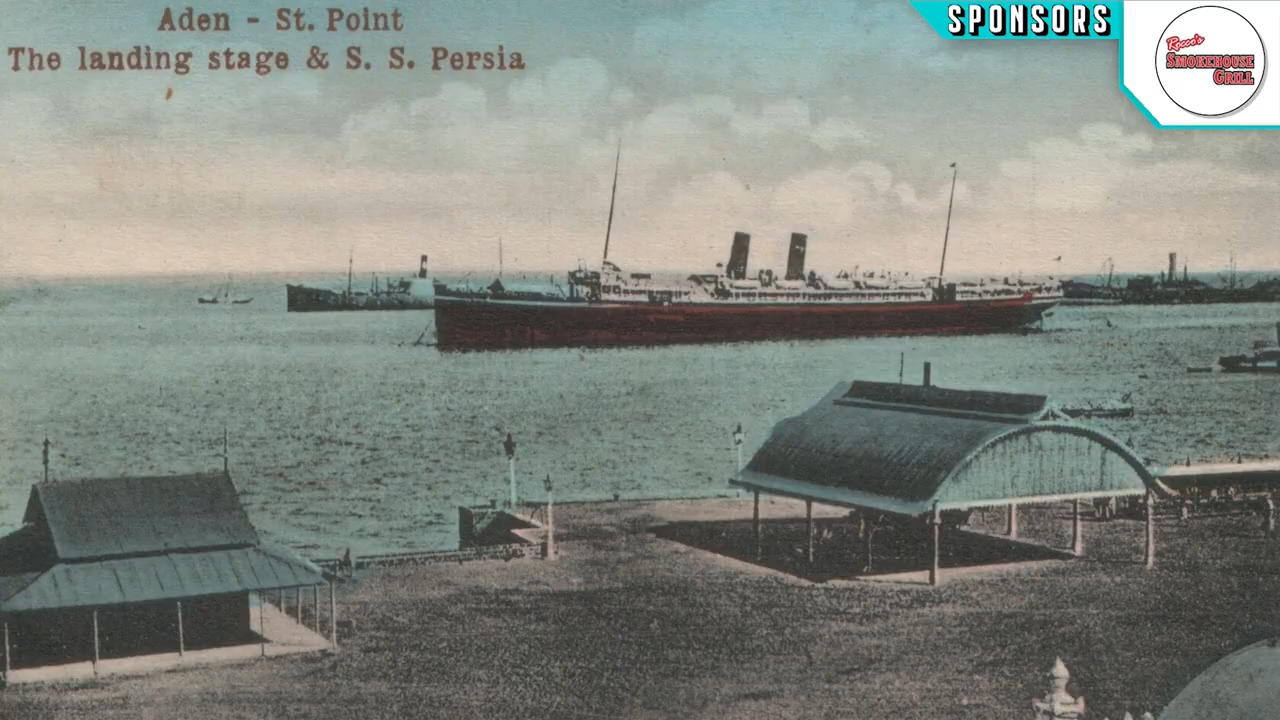 Aden - St. Point
The landing stage & S. S. Persia
SPONSORS
Rocco's
SMOKEHOUSE
GRILL